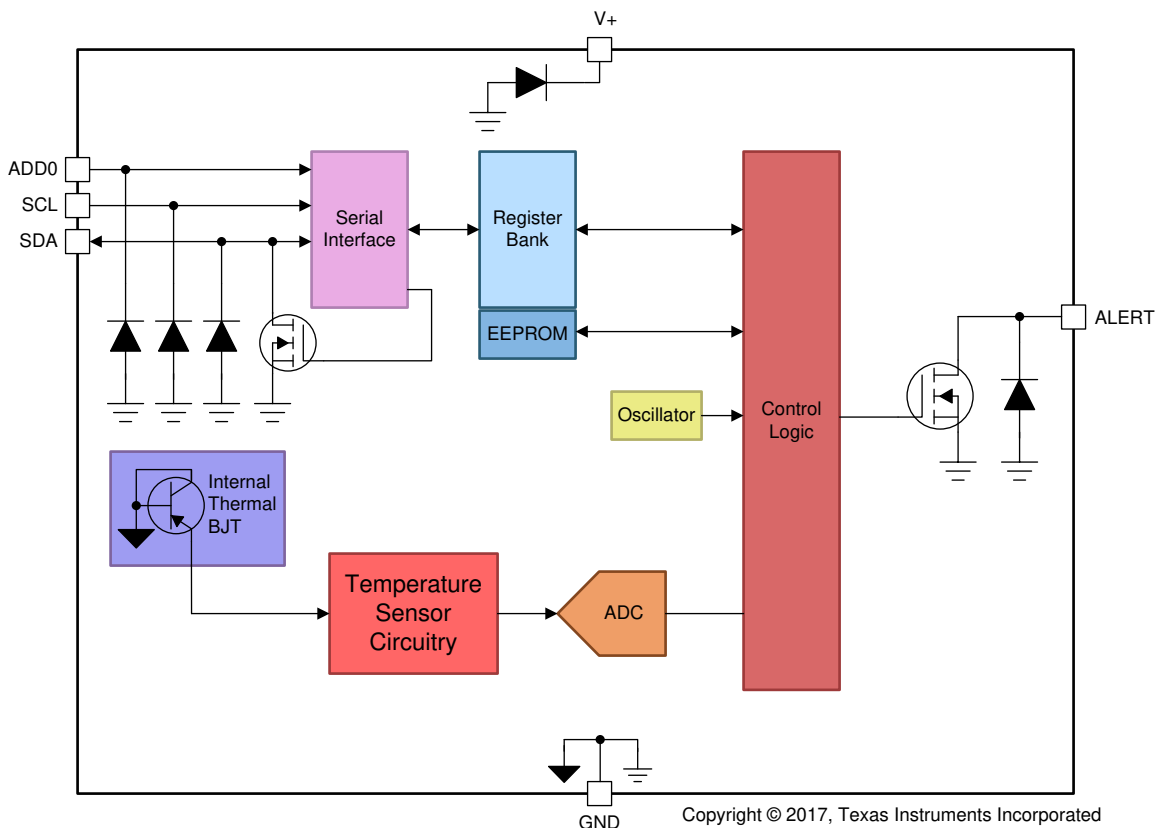 V+
ADD0
SCL
SDA
Serial
Interface
Register
Bank
EEPROM
ALERT
Oscillator
Control
Logic
Internal
Thermal
BJT
Temperature
Sensor
Circuitry
ADC
GND
Copyright © 2017, Texas Instruments Incorporated